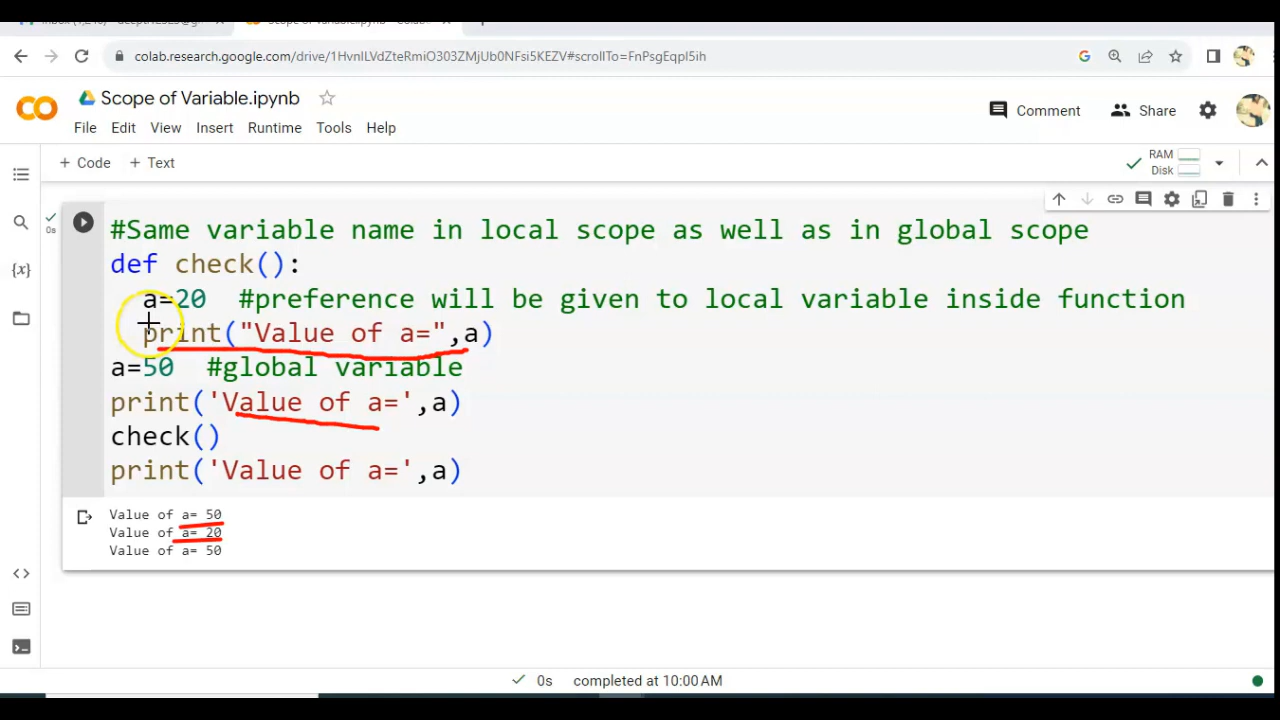 Scope of Variable.ipynb
colab.research.google.com/drive/1HvnlLVdZteRmiO303ZMjUb0NFsi5KEZV#scrollTo=FnPsgEqpl5ih
Comment
Share
File Edit View Insert Runtime Tools Help
+ Code + Text
RAM
Disk
0s
#Same variable name in local scope as well as in global scope
def check():
a=20 #preference will be given to local variable inside function
print("Value of a=",a)
a=50 #global variable
print('Value of a=',a)
check()
print('Value of a=',a)
Value of a= 50
Value of a= 20
Value of a= 50
0s completed at 10:00 AM